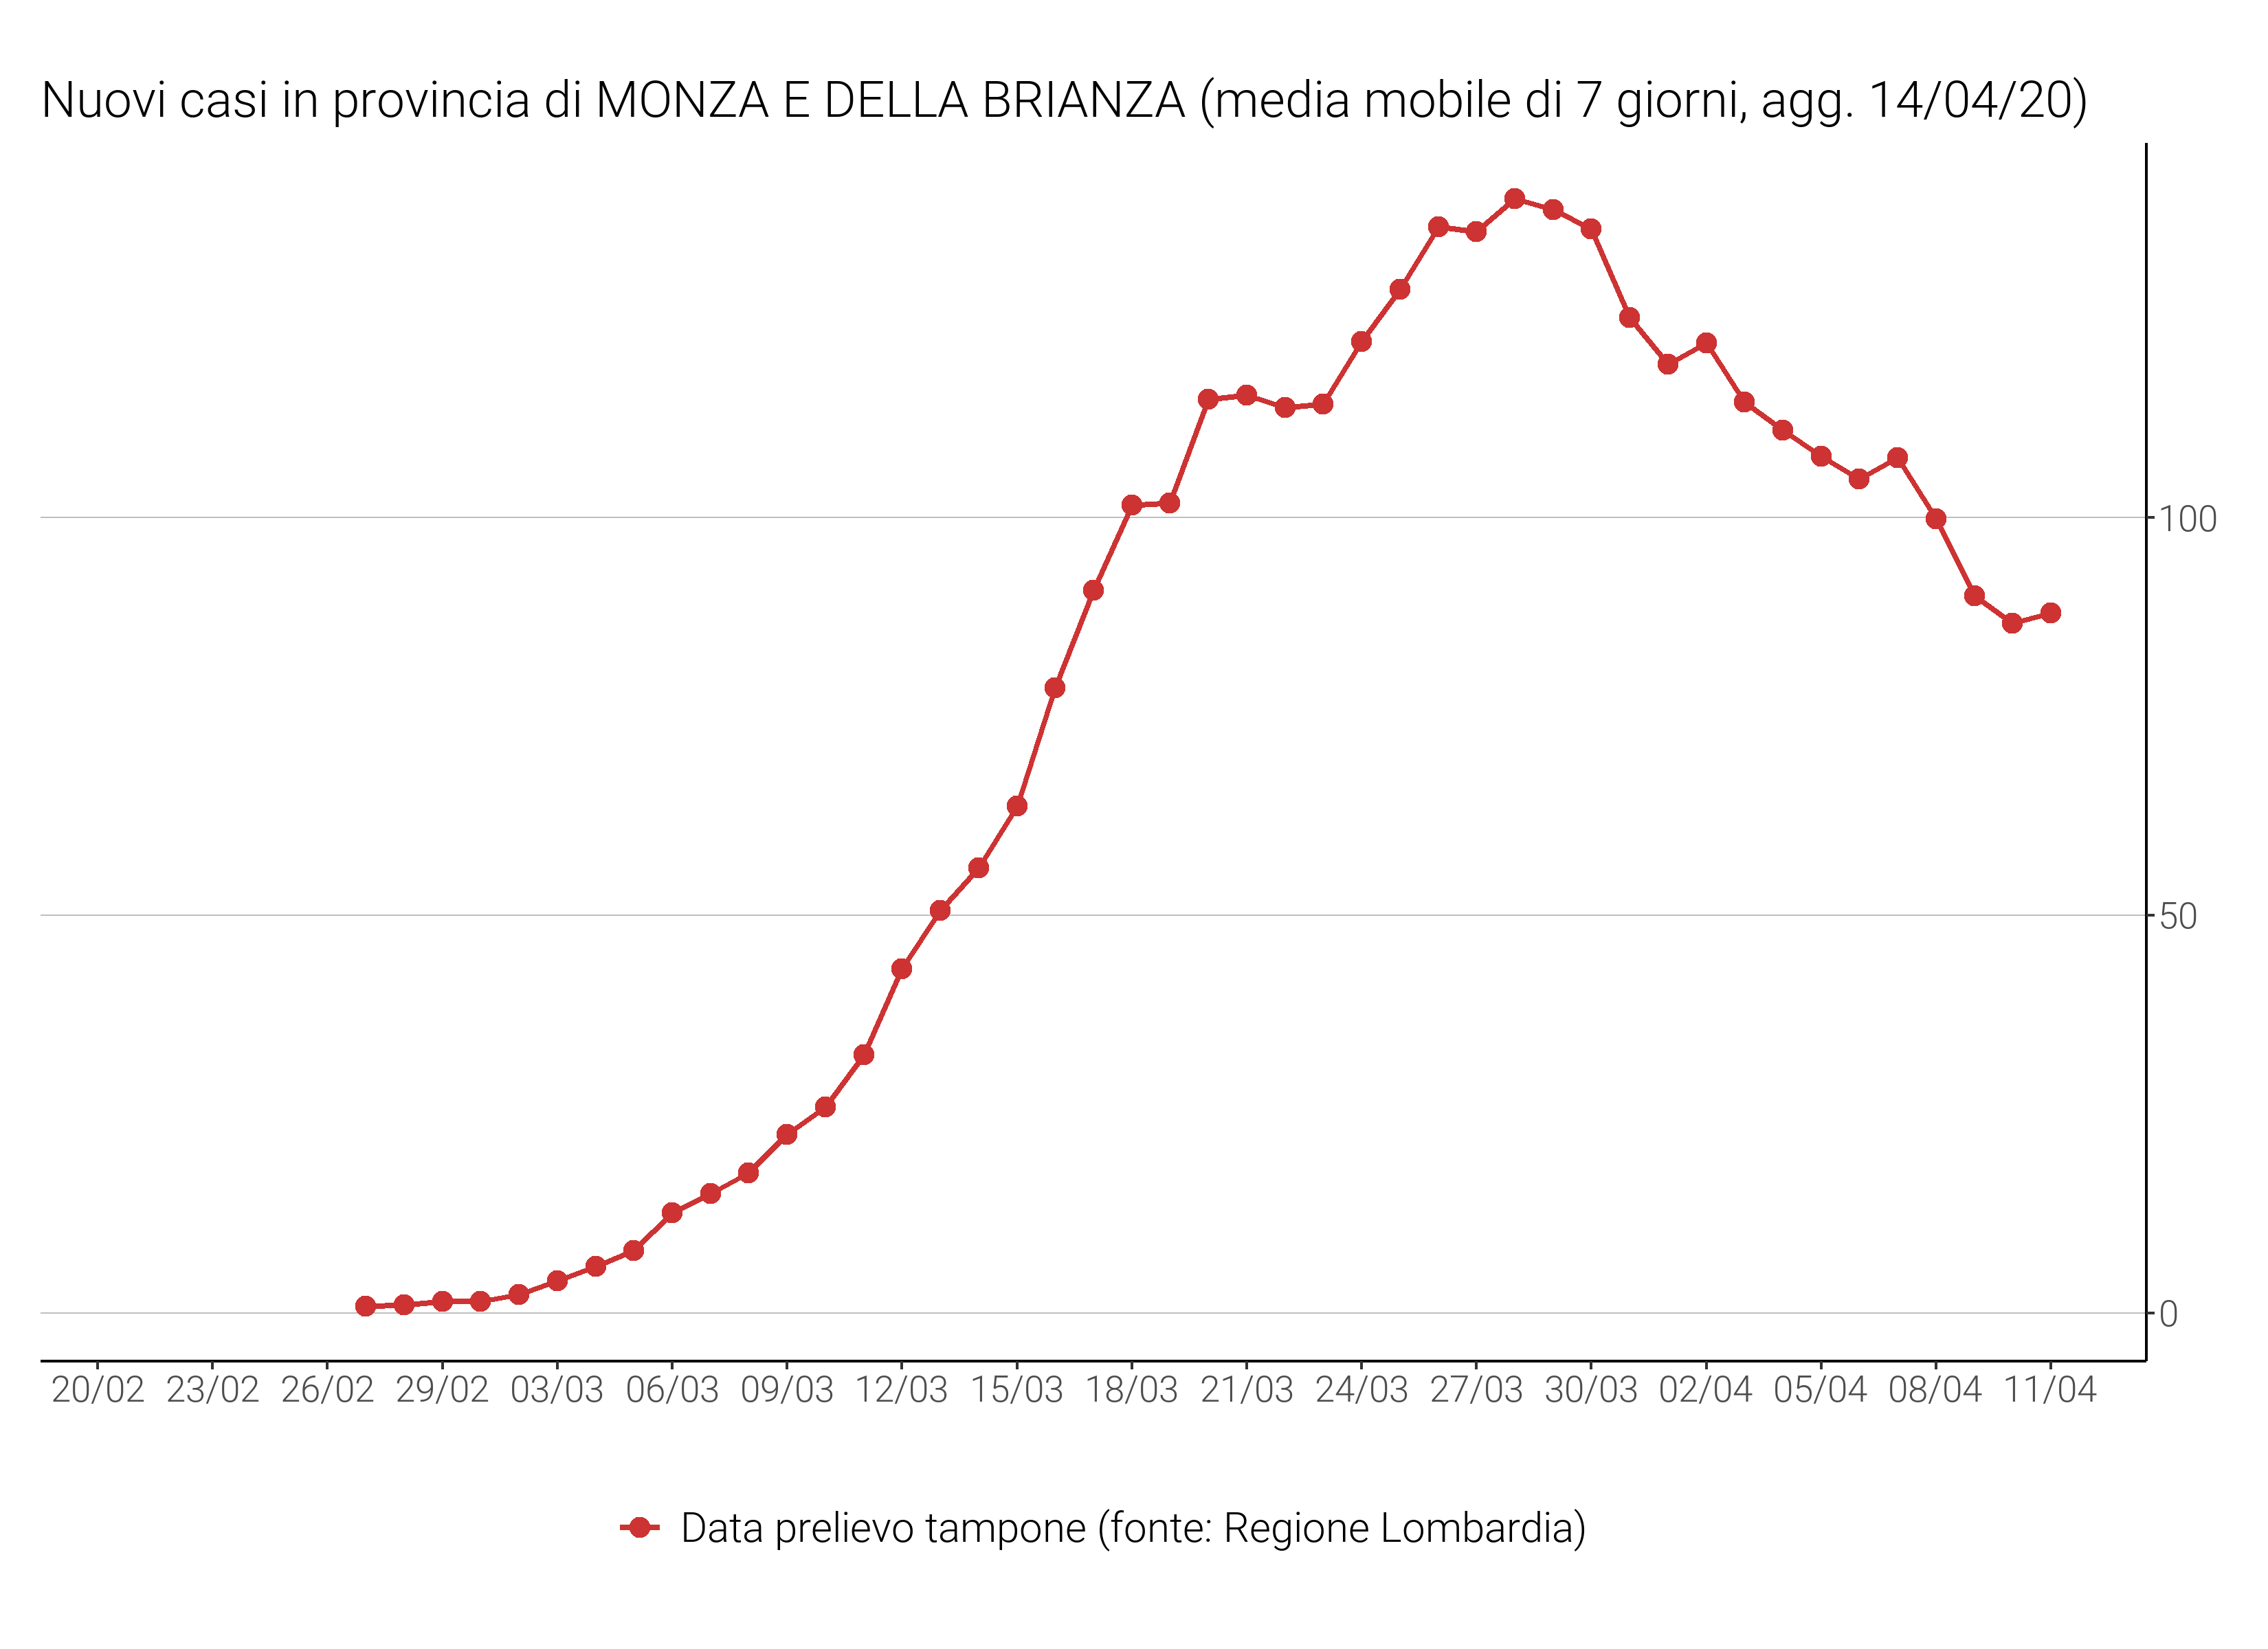 Nuovi casi in provincia di MONZA E DELLA BRIANZA (media mobile di 7 giorni, agg. 14/04/20)
100
50
0
20/02 23/02 26/02 29/02 03/03 06/03 09/03 12/03 15/03 18/03 21/03 24/03 27/03 30/03 02/04 05/04 08/04 11/04
Data prelievo tampone (fonte: Regione Lombardia)